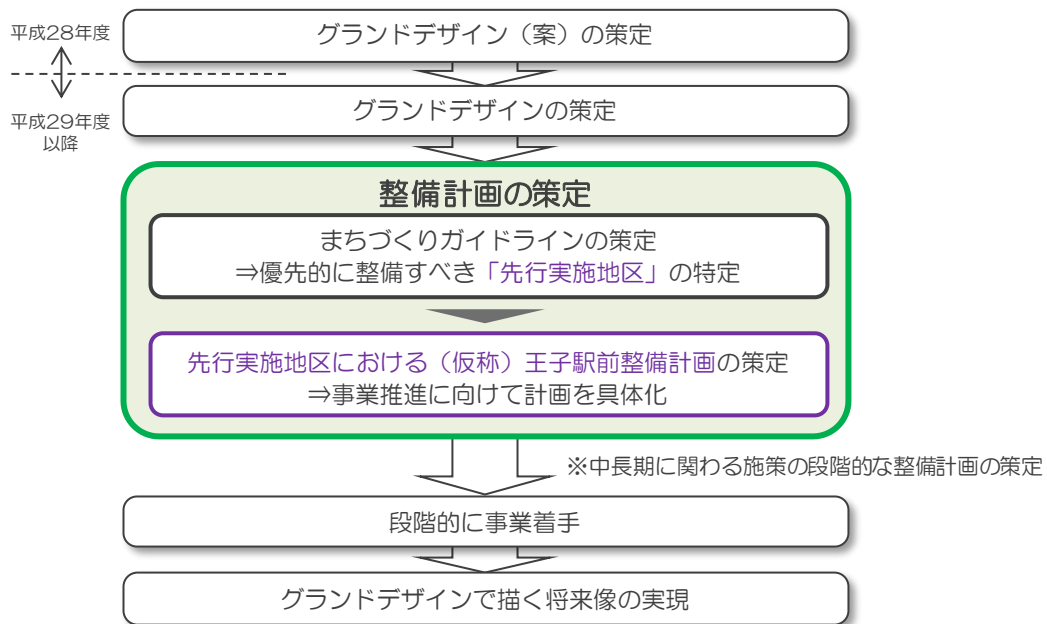 平成28年度
グランドデザイン（案）の策定
平成29年度
以降
グランドデザインの策定
整備計画の策定
まちづくりガイドラインの策定
⇒優先的に整備すべき「先行実施地区」の特定
先行実施地区における（仮称）王子駅前整備計画の策定
⇒事業推進に向けて計画を具体化
※中長期に関わる施策の段階的な整備計画の策定
段階的に事業着手
グランドデザインで描く将来像の実現